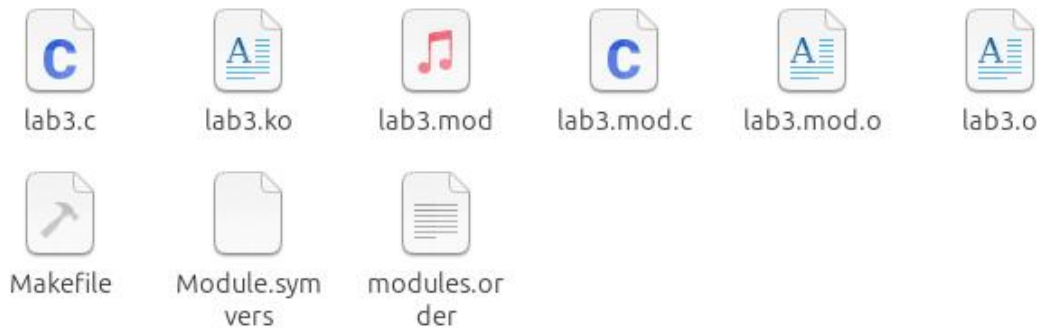 lab3.c
lab3.ko
lab3.mod
lab3.mod.c
lab3.mod.o
lab3.o
Makefile
Module.sym
vers
modules.or
der